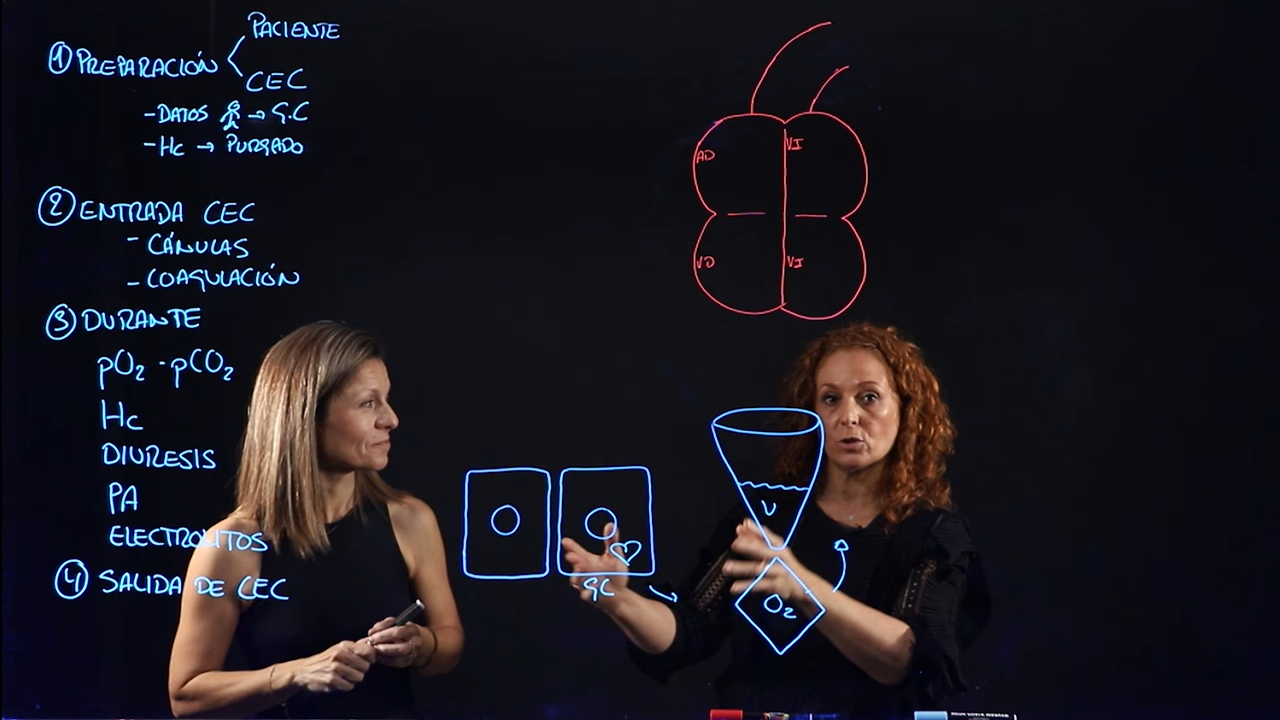 ① PREPARACIÓN
PACIENTE
CEC
- DATOS → G.C
- Hc → PURGADO
② ENTRADA CEC
- CÁNULAS
- COAGULACIÓN
③ DURANTE
pO₂ · pCO₂
Hc
DIURESIS
PA
ELECTROLITOS
④ SALIDA DE CEC
AD
VI
VD
VI
V
GC
O₂